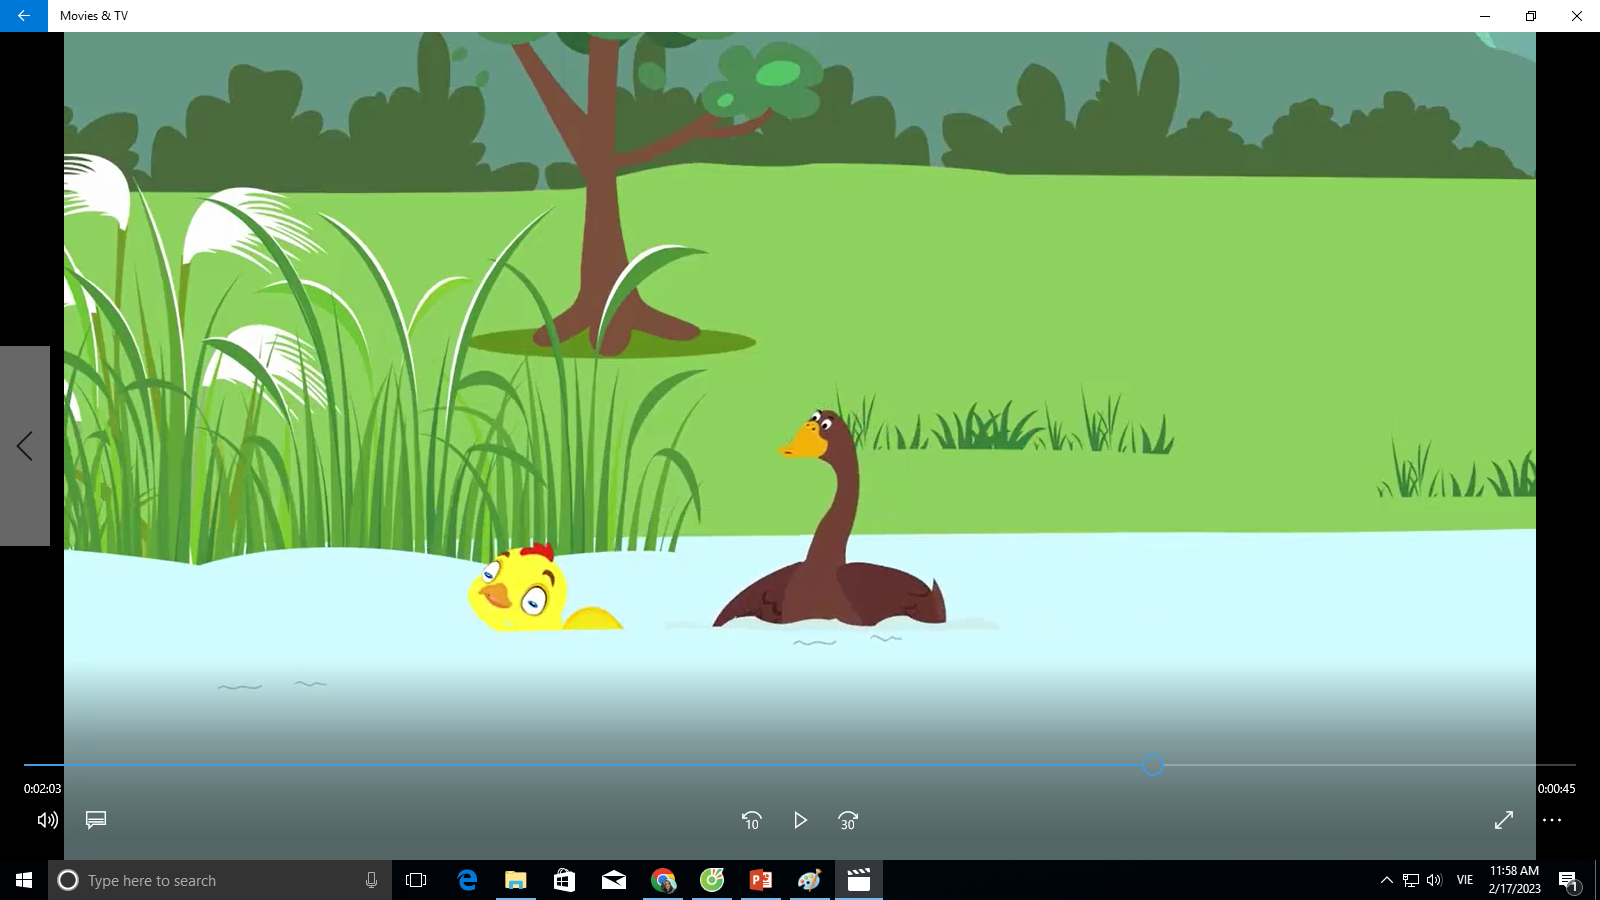 Movies & TV
0:02:03
0:00:45
10
30
Type here to search
VIE
11:58 AM
2/17/2023
1